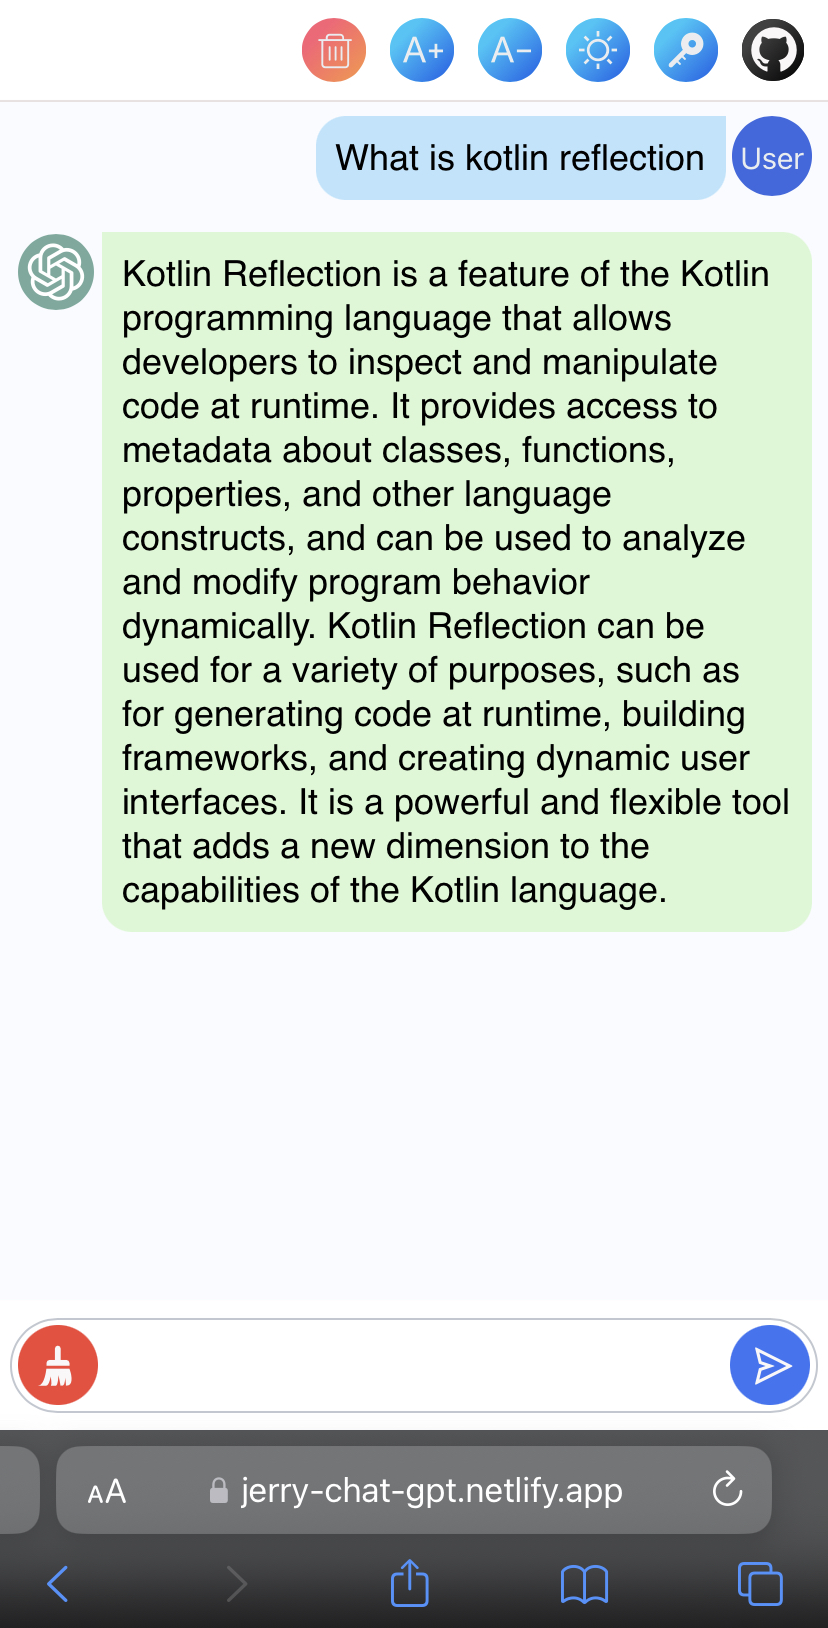 A+ A-
What is kotlin reflection
User
Kotlin Reflection is a feature of the Kotlin
programming language that allows
developers to inspect and manipulate
code at runtime. It provides access to
metadata about classes, functions,
properties, and other language
constructs, and can be used to analyze
and modify program behavior
dynamically. Kotlin Reflection can be
used for a variety of purposes, such as
for generating code at runtime, building
frameworks, and creating dynamic user
interfaces. It is a powerful and flexible tool
that adds a new dimension to the
capabilities of the Kotlin language.
AA jerry-chat-gpt.netlify.app